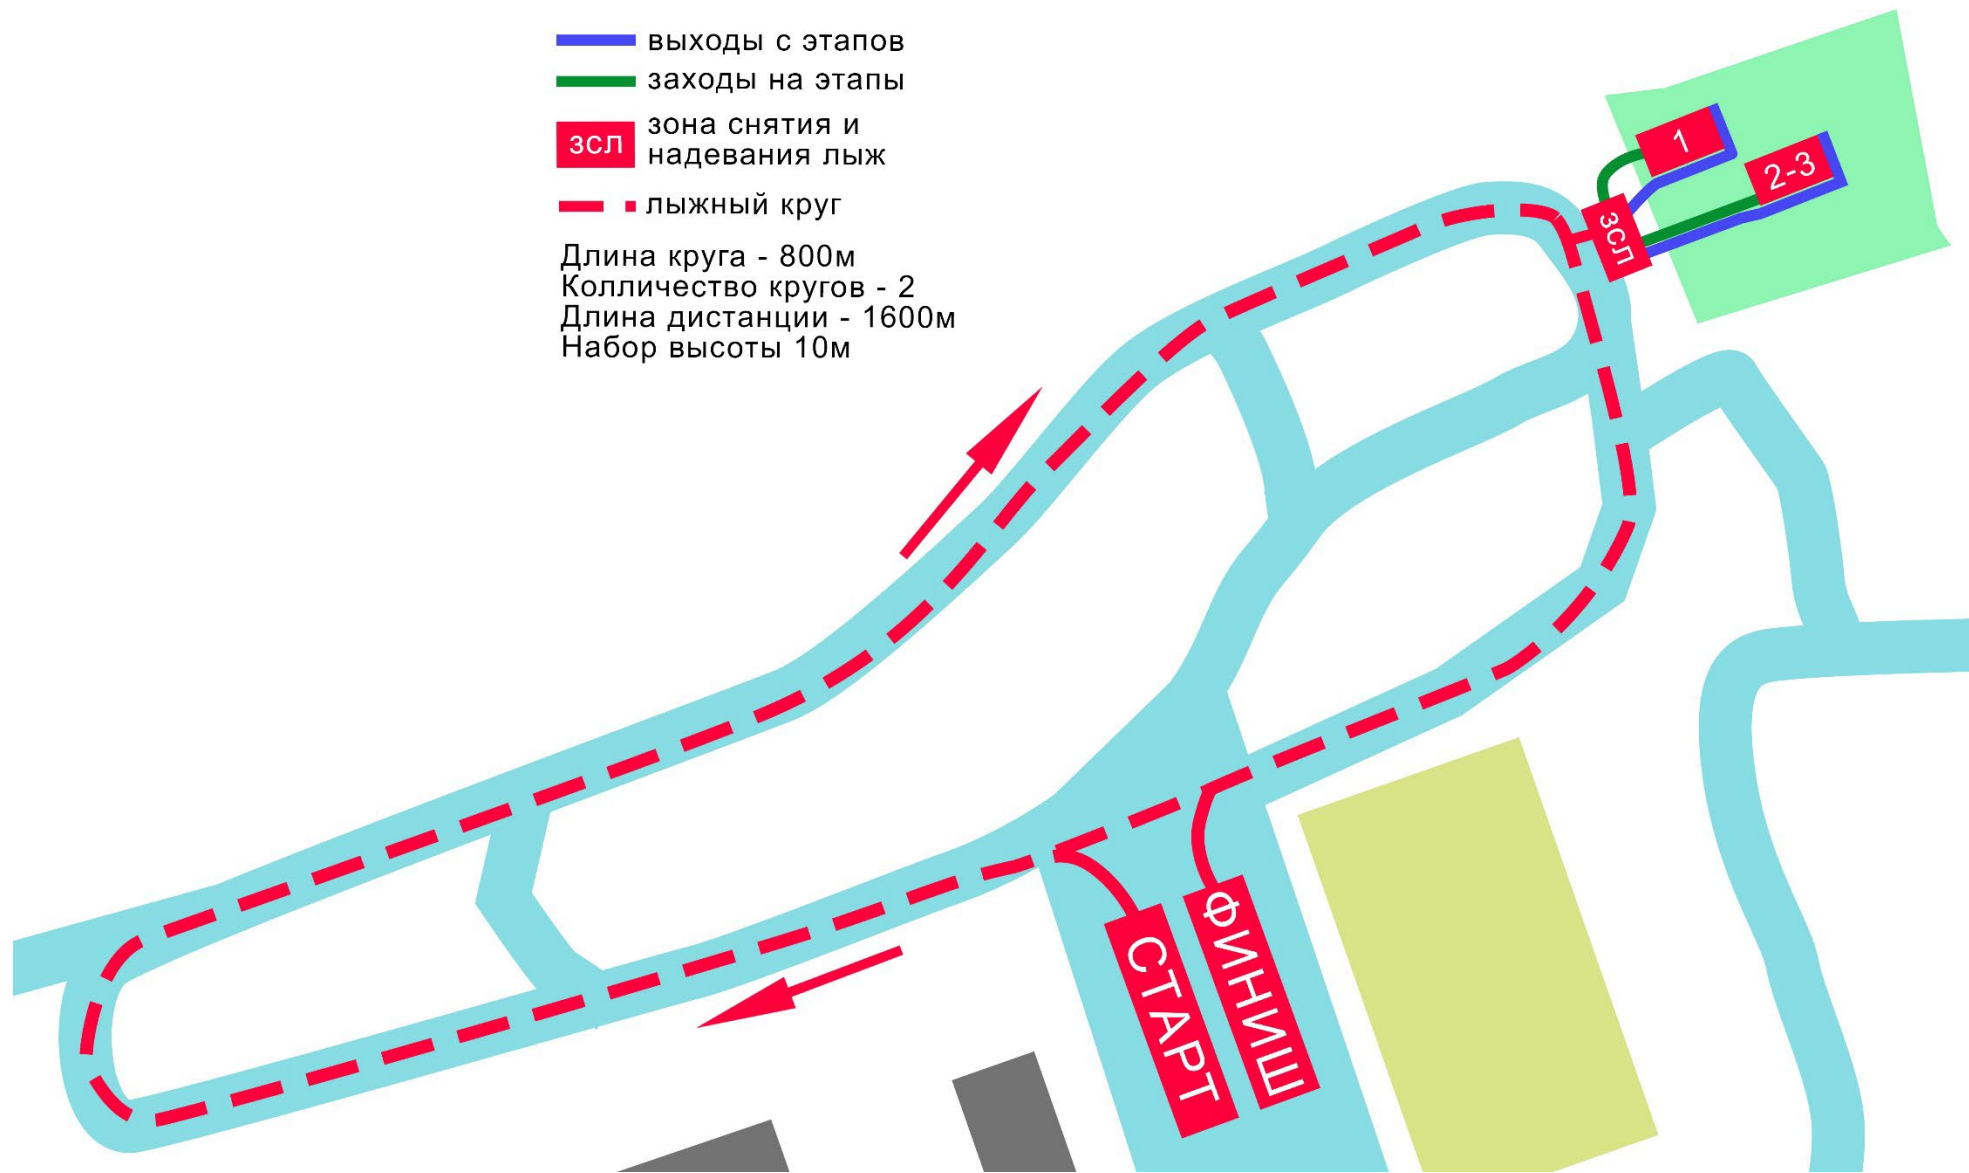 выходы с этапов
заходы на этапы
зсл
зона снятия и
надевания лыж
лыжный круг
Длина круга - 800м
Колличество кругов - 2
Длина дистанции - 1600м
Набор высоты 10м
1
2-3
зсл
СТАРТ
ФИНИШ